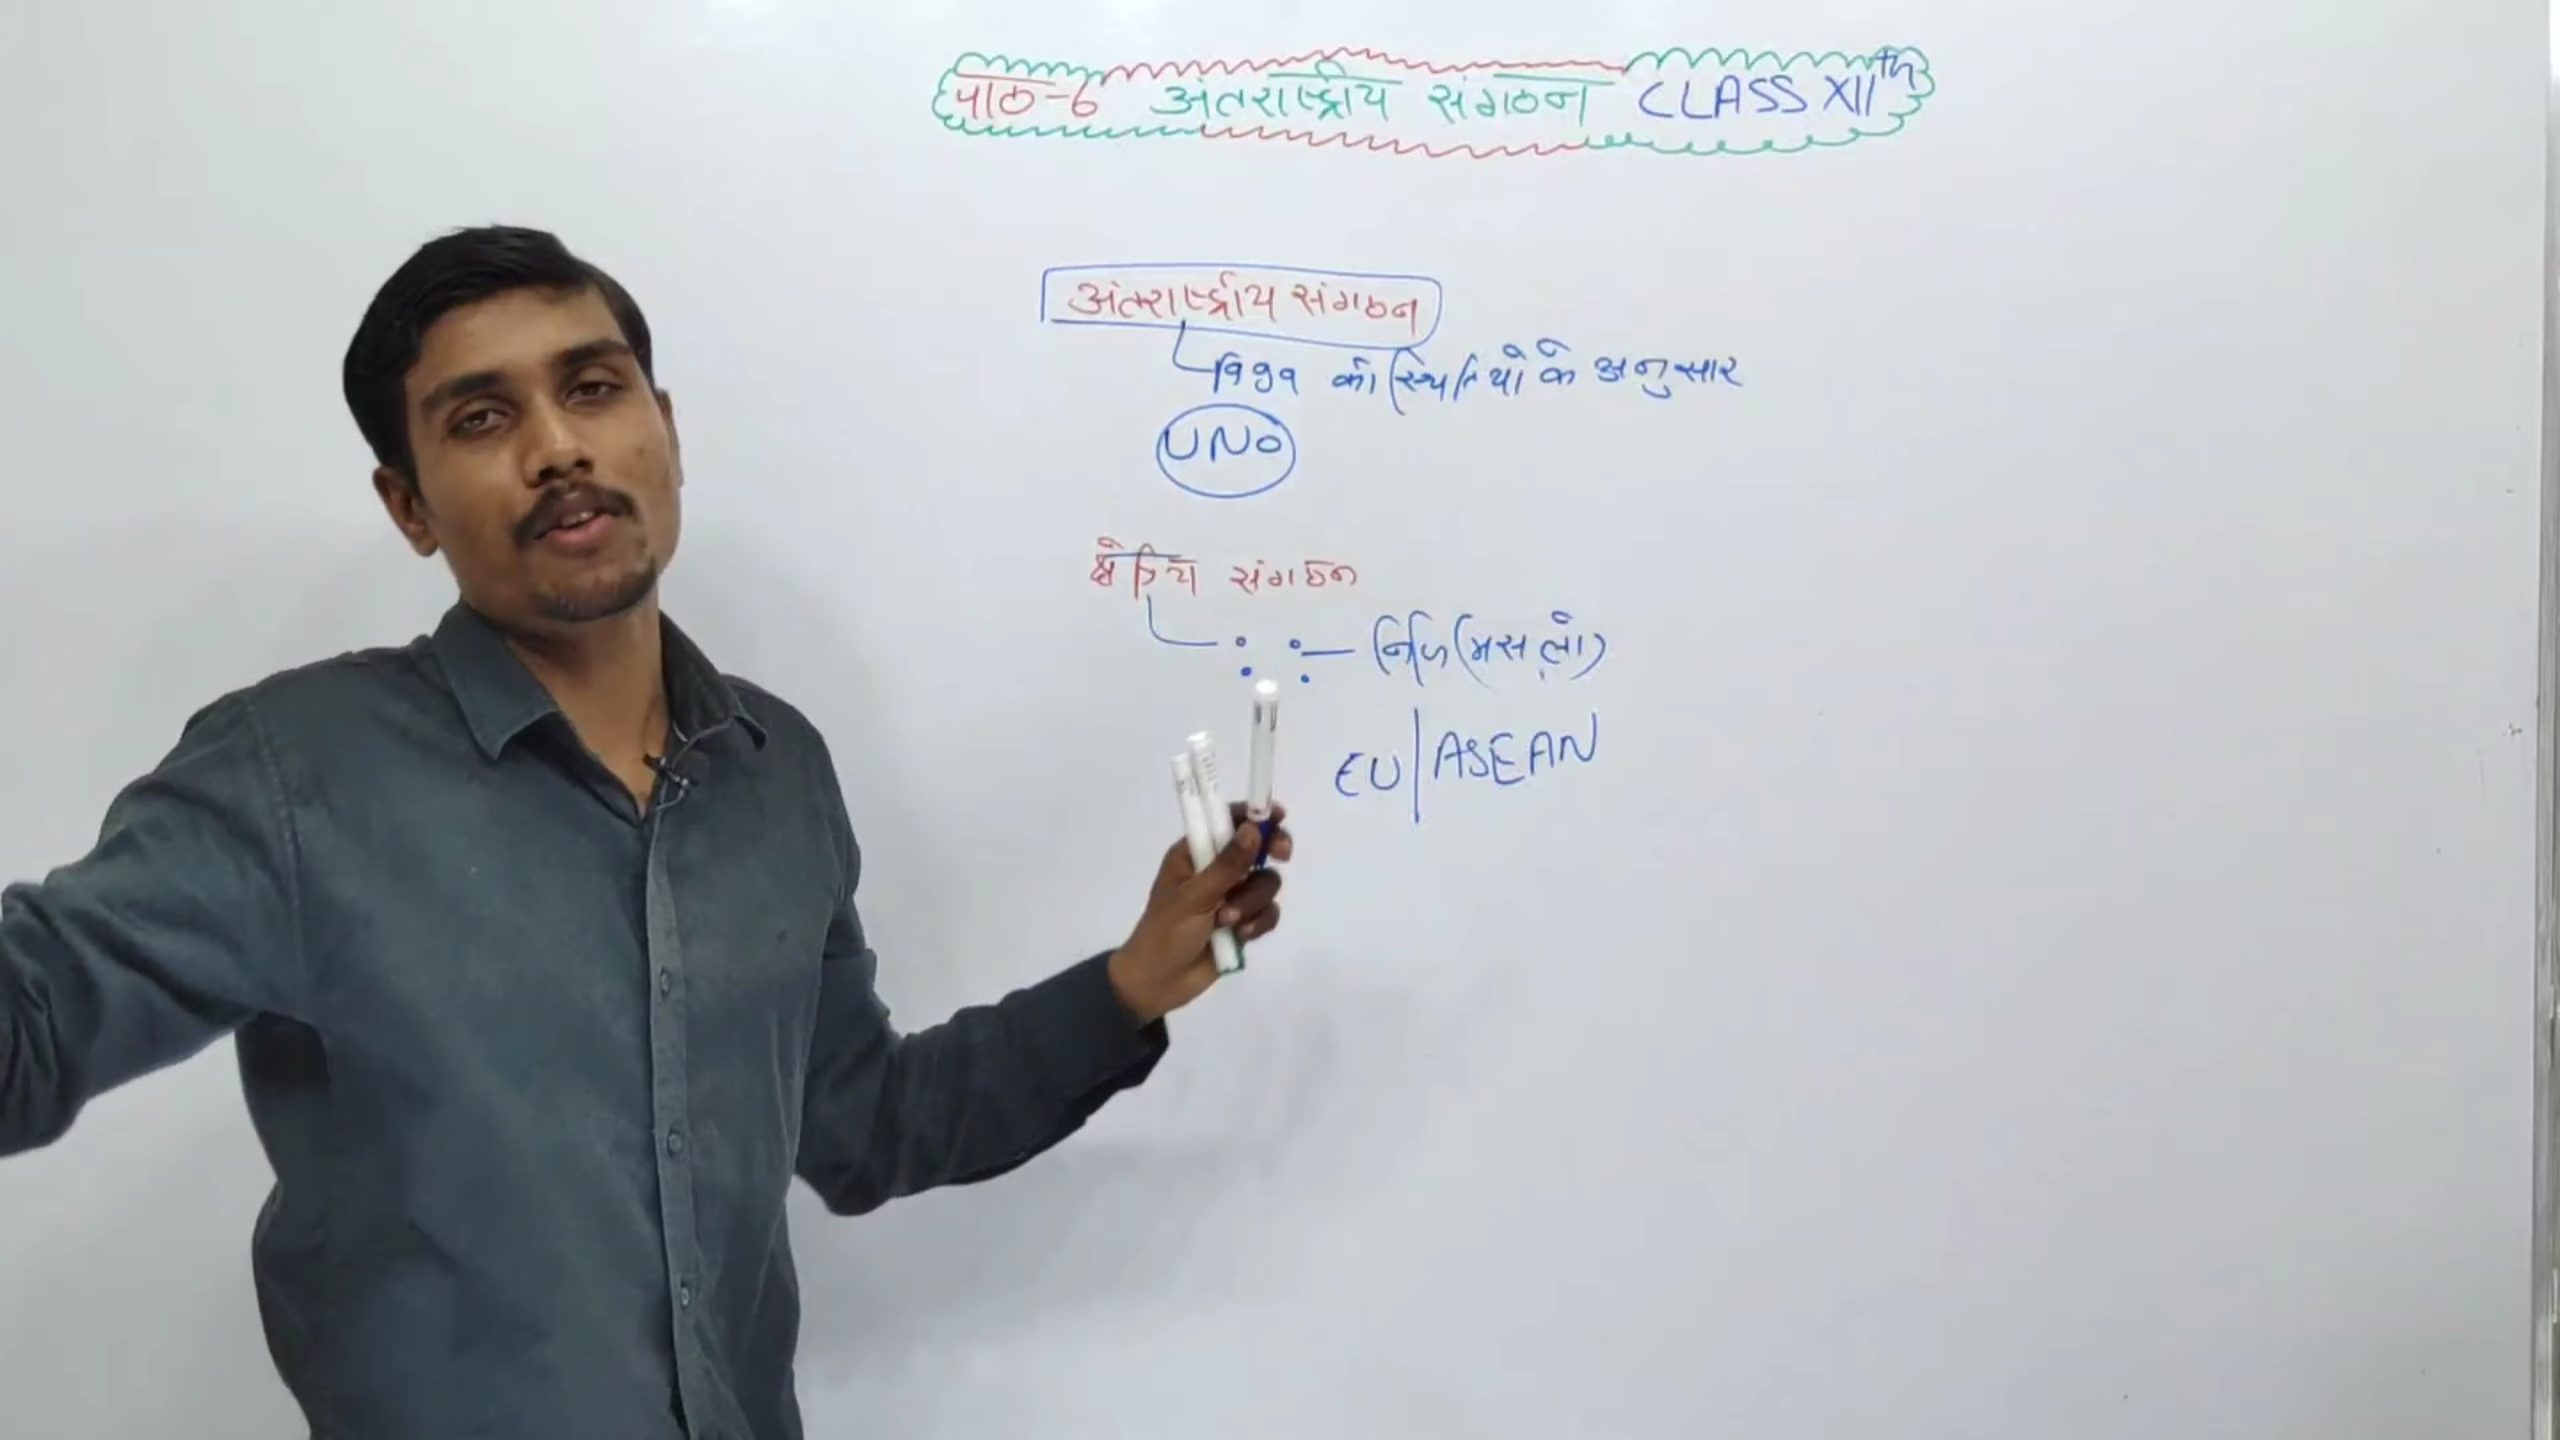 पाठ-6 अंतराष्ट्रीय संगठन CLASS XIIth
अंतराष्ट्रीय संगठन
की स्थितियों के अनुसार
UNO
क्षेत्रिय संगठन
EU | ASEAN